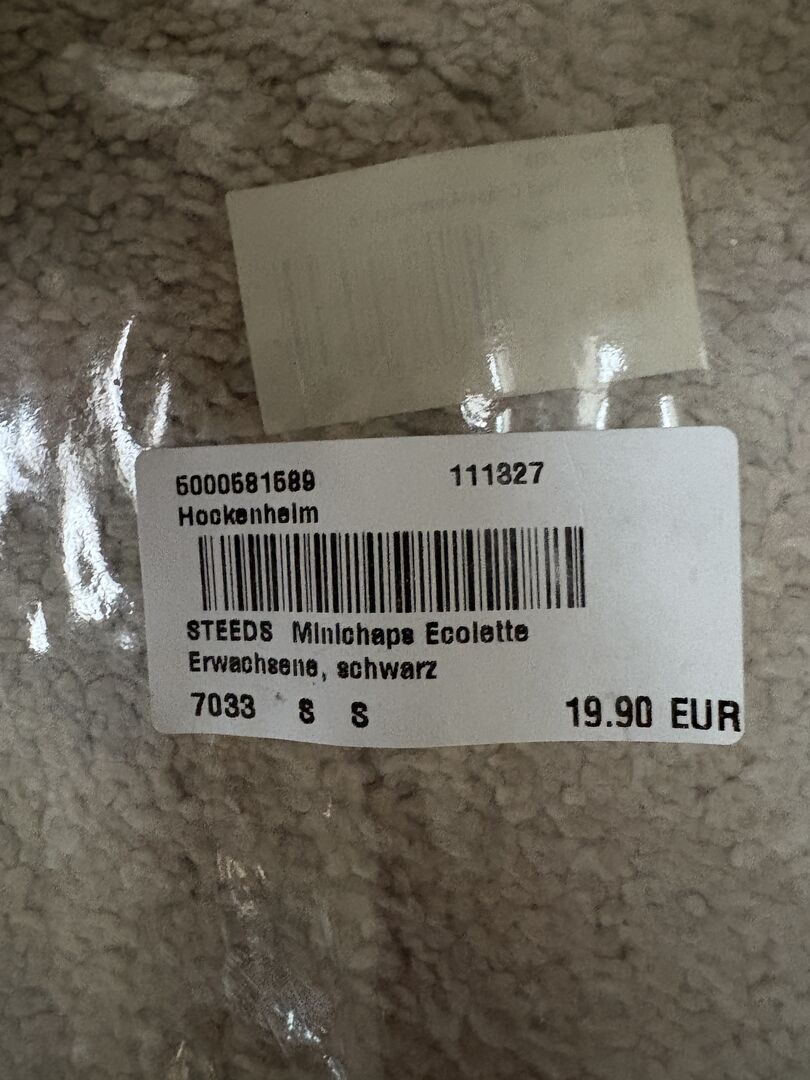 5000581589 111327
Hockenheim
STEEDS Minichaps Ecolette
Erwachsene, schwarz
7033 S S 19.90 EUR